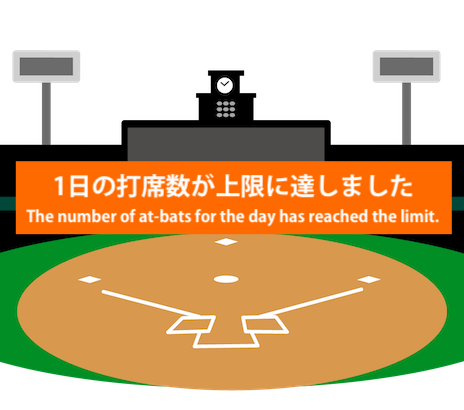 1日の打席数が上限に達しました
The number of at-bats for the day has reached the limit.